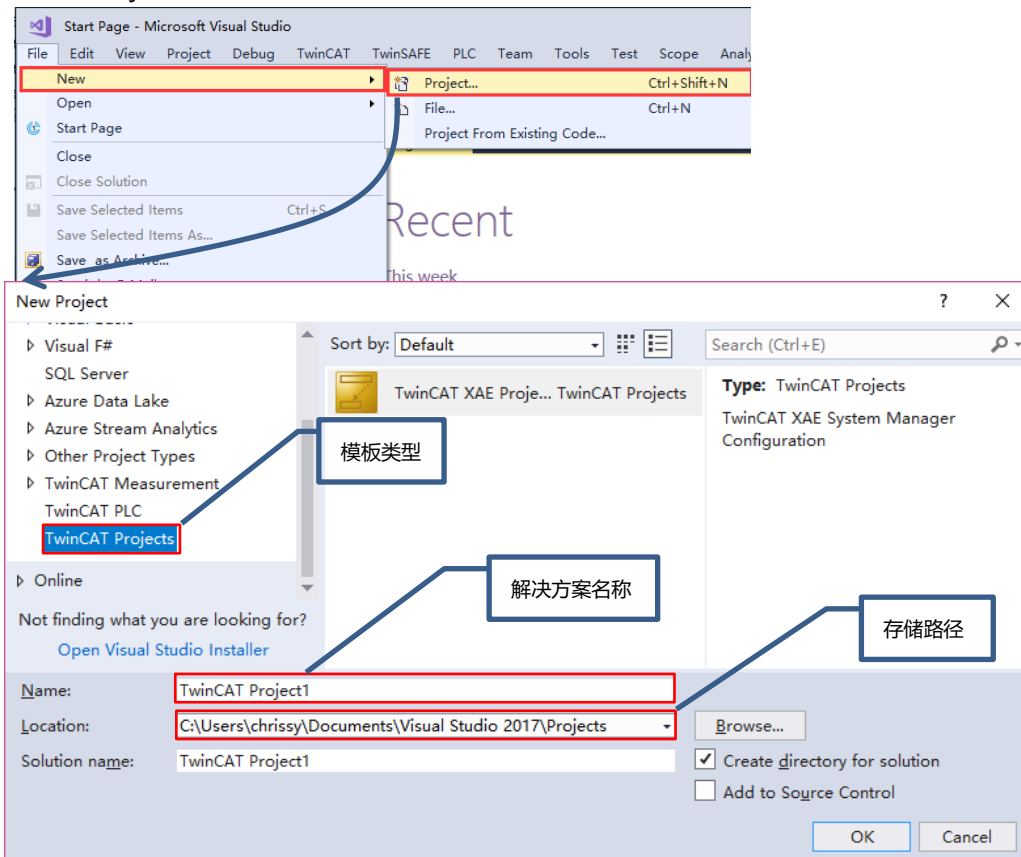 Start Page - Microsoft Visual Studio
File Edit View Project Debug TwinCAT TwinSAFE PLC Team Tools Test Scope Analy
New
Project... Ctrl+Shift+N
Open
File... Ctrl+N
Start Page
Project From Existing Code...
Close
Close Solution
Save Selected Items Ctrl+S
Recent
Save Selected Items As...
Save as Archive...
This week
New Project
? ×
Visual F#
Sort by: Default
Search (Ctrl+E)
SQL Server
Azure Data Lake
Azure Stream Analytics
Other Project Types
TwinCAT Measurement
TwinCAT PLC
TwinCAT Projects
TwinCAT XAE Proje... TwinCAT Projects
Type: TwinCAT Projects
TwinCAT XAE System Manager
Configuration
模板类型
Online
Not finding what you are looking for?
Open Visual Studio Installer
解决方案名称
存储路径
Name: TwinCAT Project1
Location: C:\Users\chrissy\Documents\Visual Studio 2017\Projects
Browse...
Solution name: TwinCAT Project1
Create directory for solution
Add to Source Control
OK Cancel